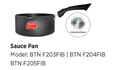 Sauce Pan
Model: BTN F203FIB | BTN F204FIB
BTN F205FIB